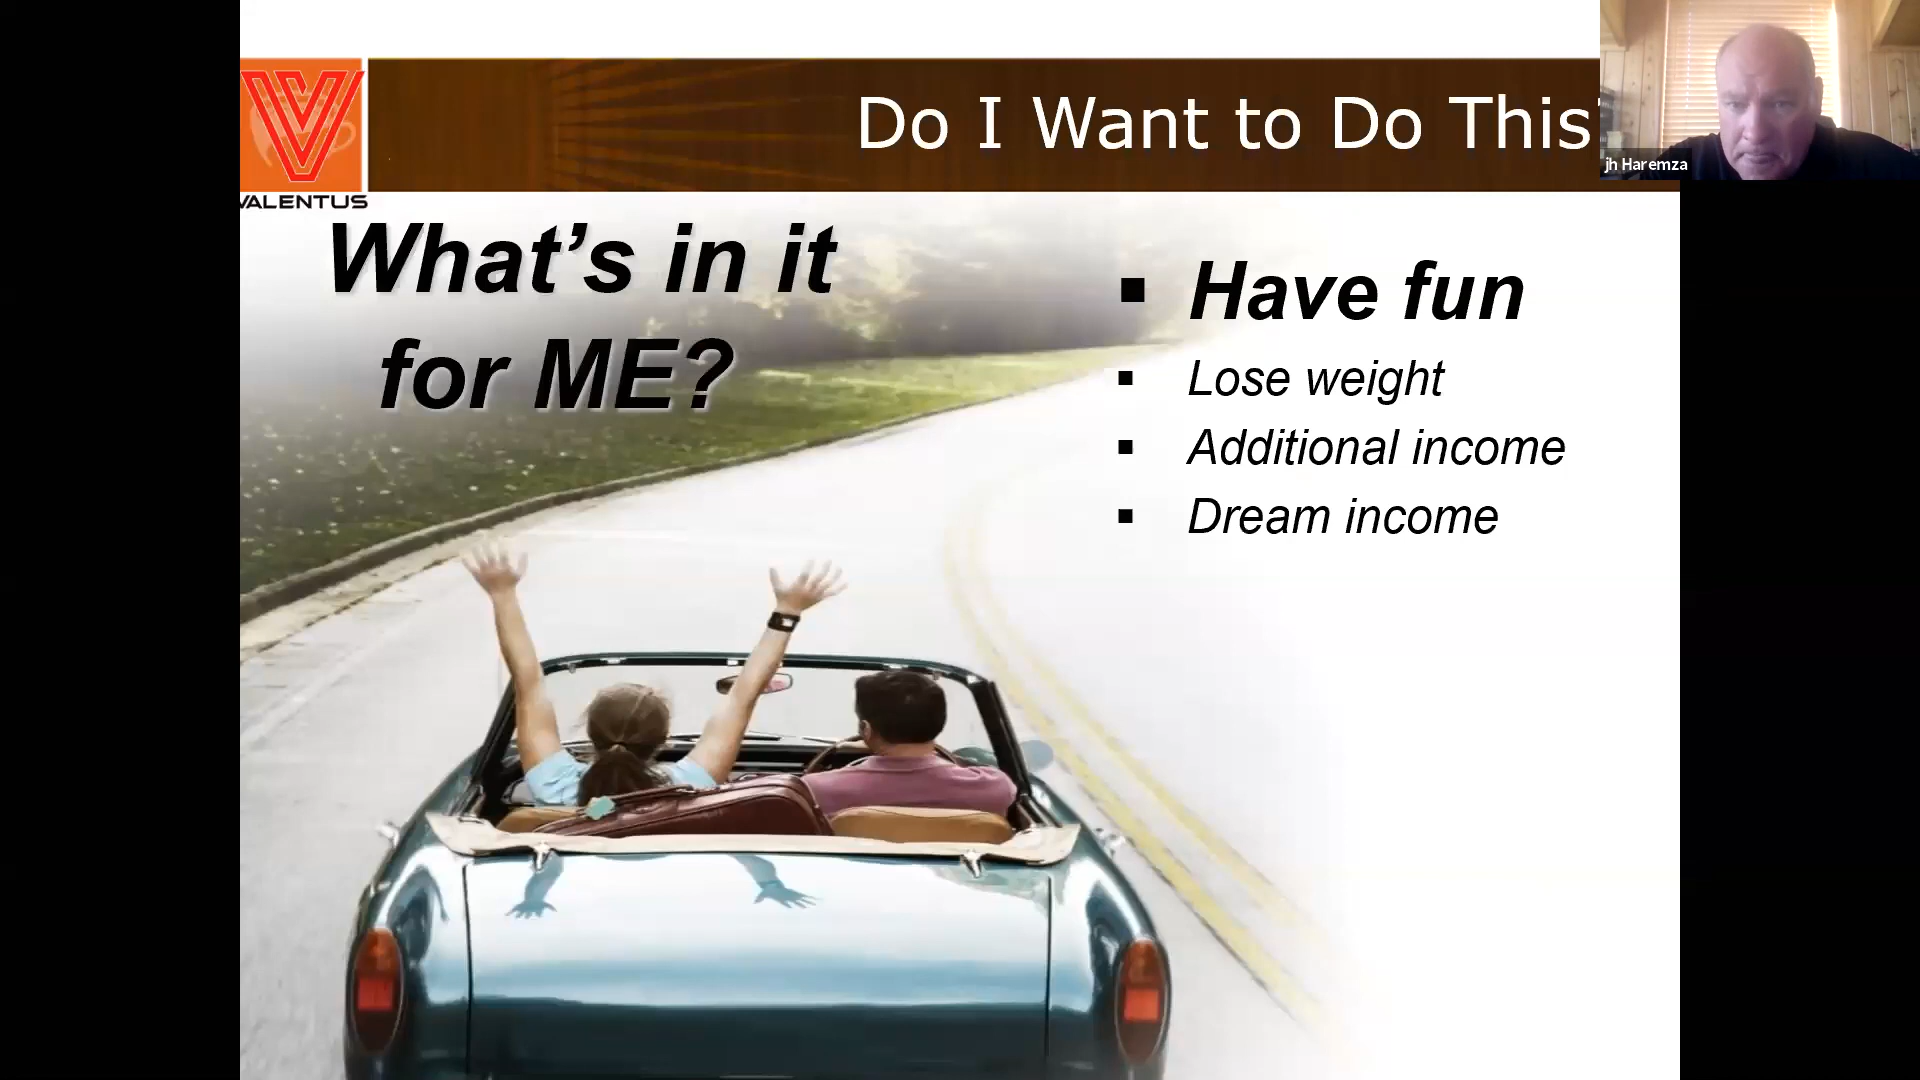 Do I Want to Do This
jh Haremza
VALENTUS
What's in it
for ME?
▪ Have fun
▪ Lose weight
▪ Additional income
▪ Dream income